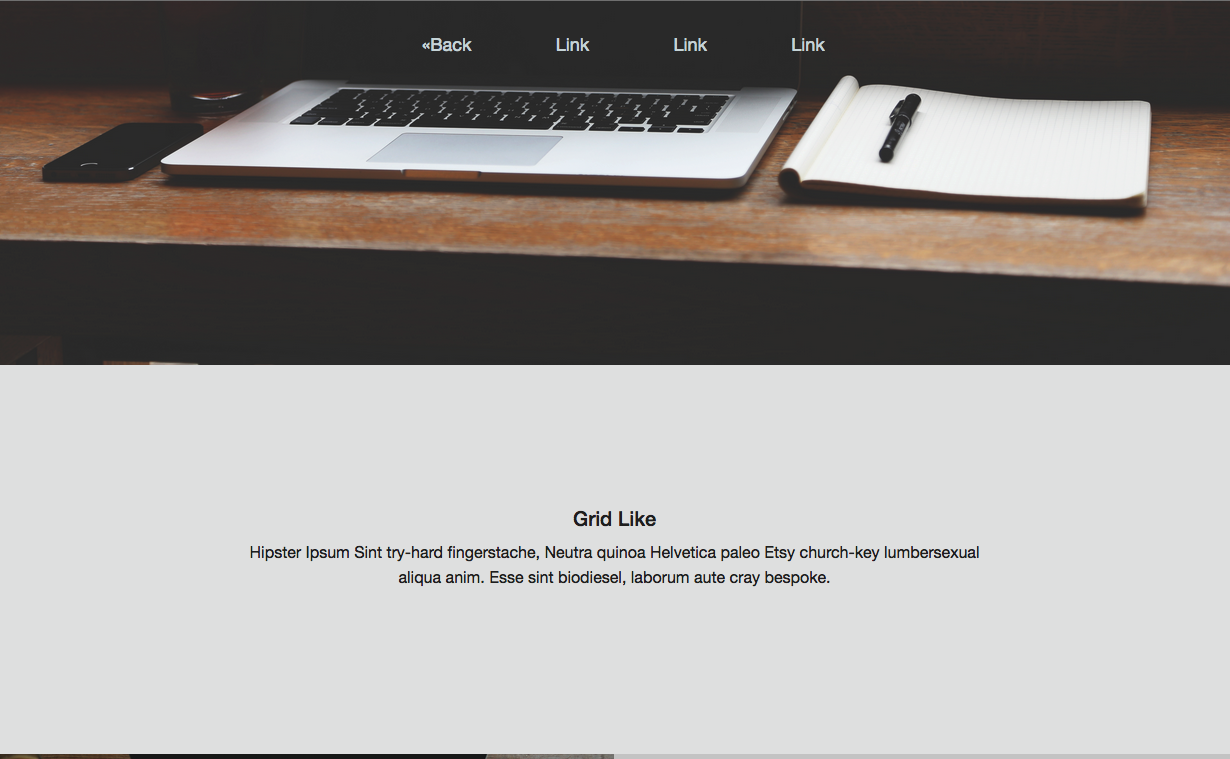 «Back
Link
Link
Link
Grid Like
Hipster Ipsum Sint try-hard fingerstache, Neutra quinoa Helvetica paleo Etsy church-key lumbersexual
aliqua anim. Esse sint biodiesel, laborum aute cray bespoke.